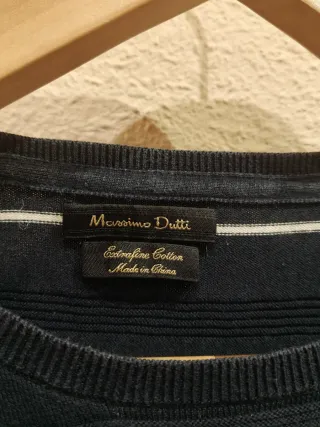 Massimo Dutti
Extrafine Cotton
Made in China